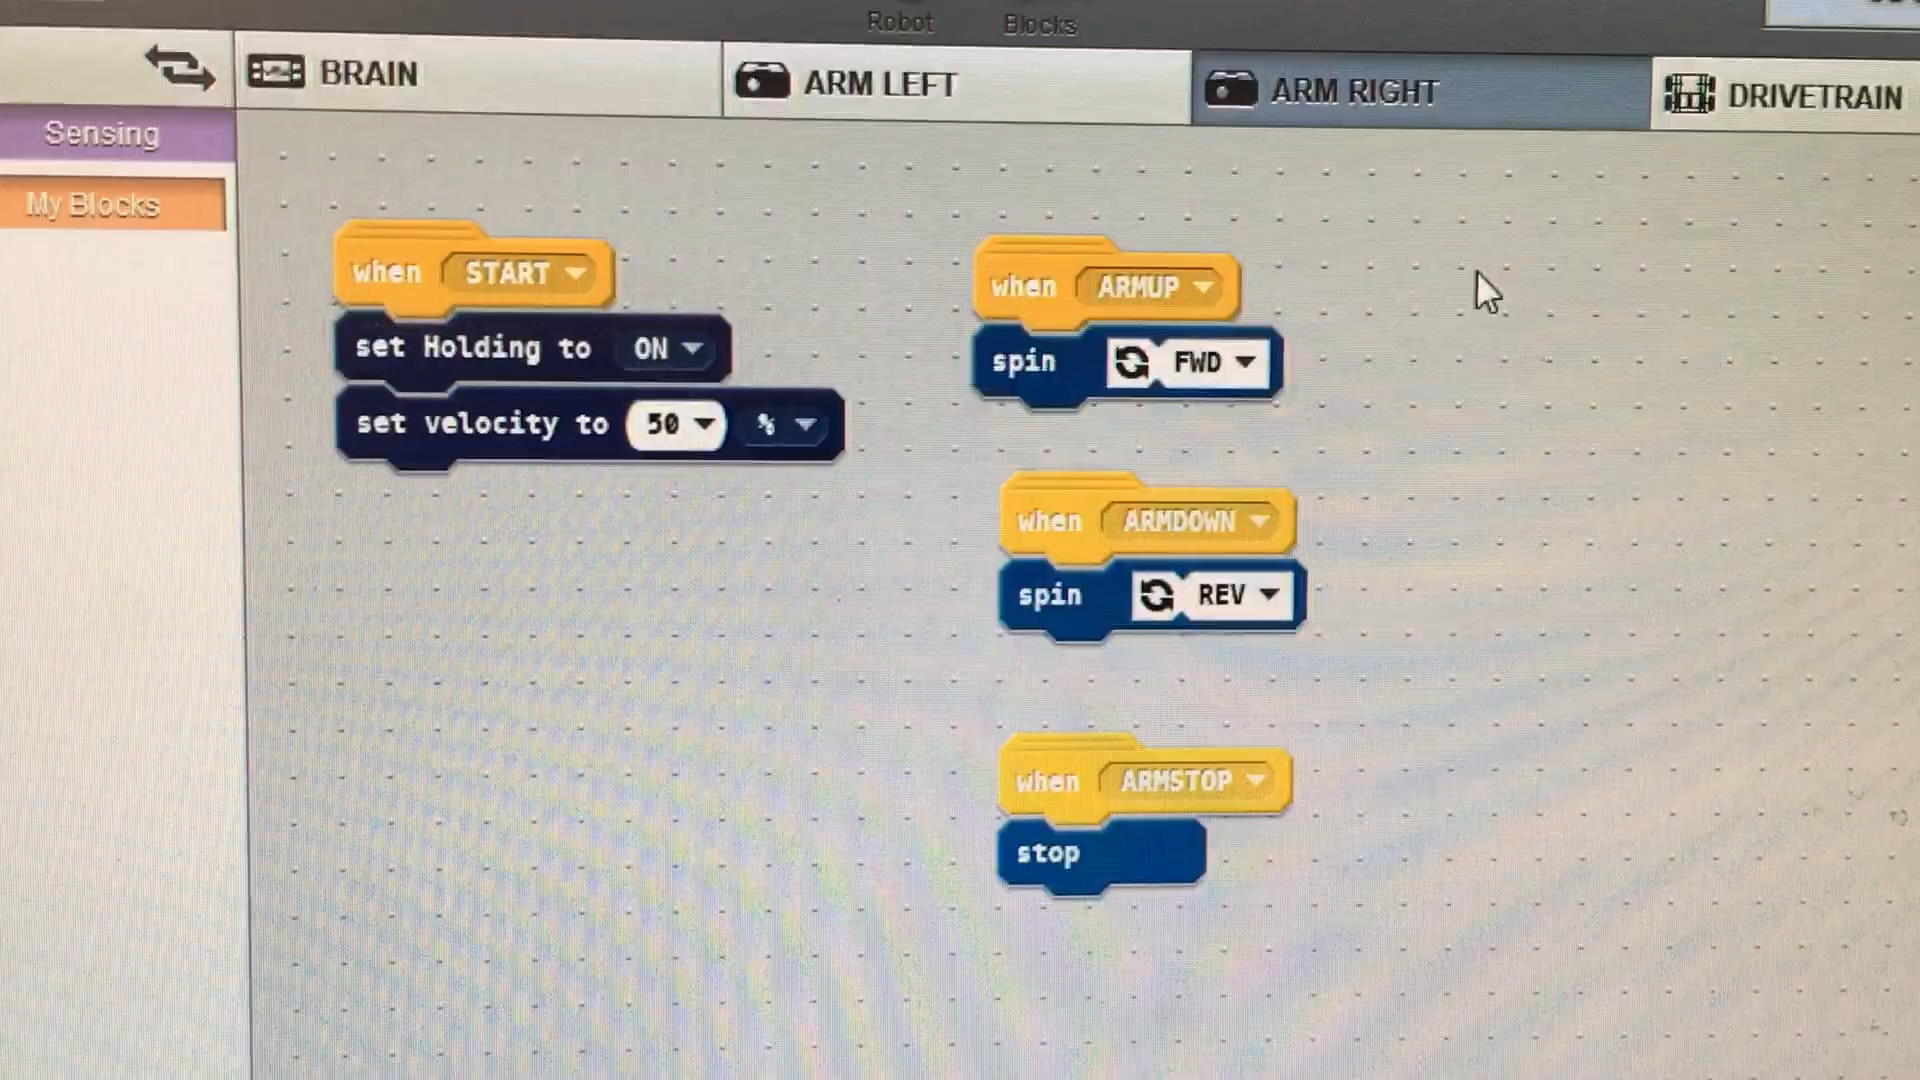 Robot
Blocks
BRAIN
ARM LEFT
ARM RIGHT
DRIVETRAIN
Sensing
My Blocks
when START
set Holding to ON
set velocity to 50 %
when ARMUP
spin FWD
when ARMDOWN
spin REV
when ARMSTOP
stop